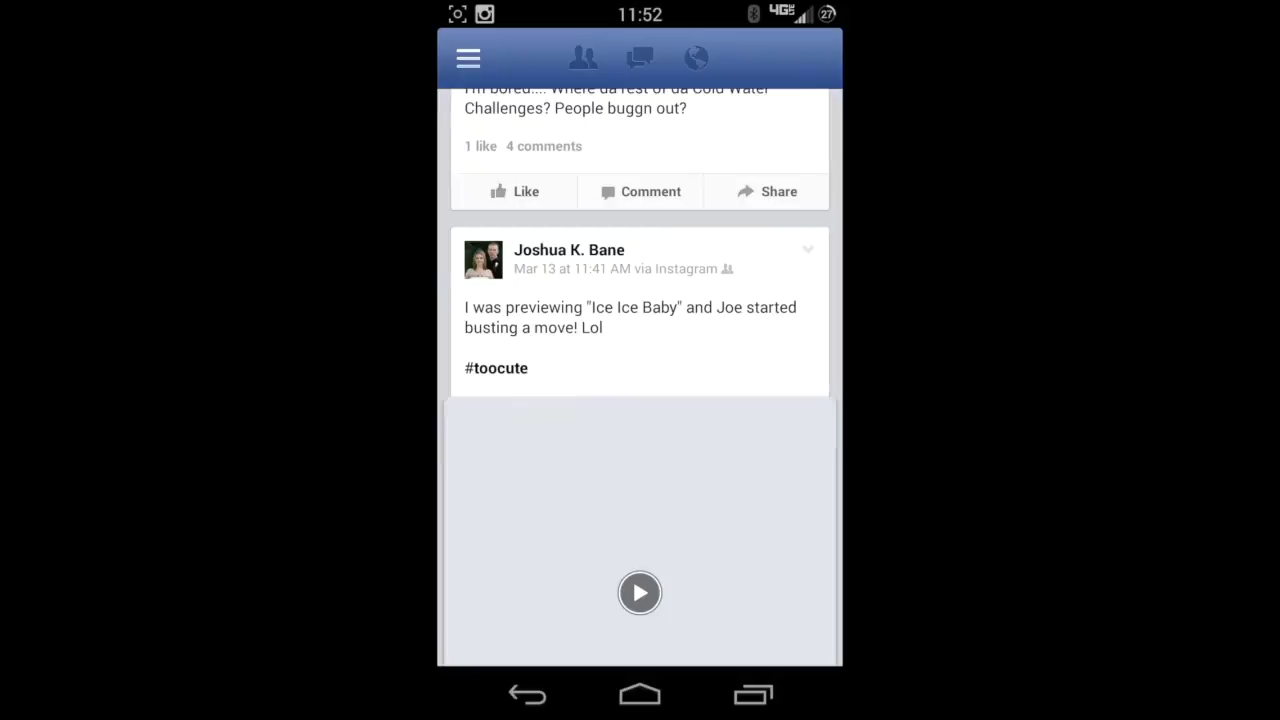 11:52
4G LTE
27
I'm bored.... Where da rest of da Cold Water
Challenges? People buggn out?
1 like 4 comments
Like
Comment
Share
Joshua K. Bane
Mar 13 at 11:41 AM via Instagram
I was previewing "Ice Ice Baby" and Joe started
busting a move! Lol
#toocute